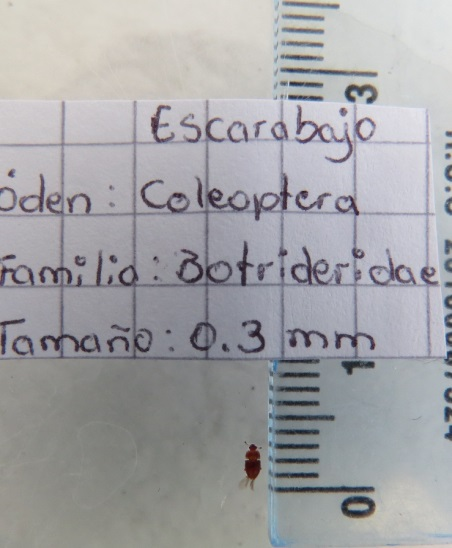 Escarabajo
Óden: Coleoptera
Familia: Botrideridae
Tamaño: 0.3 mm
3
1
0